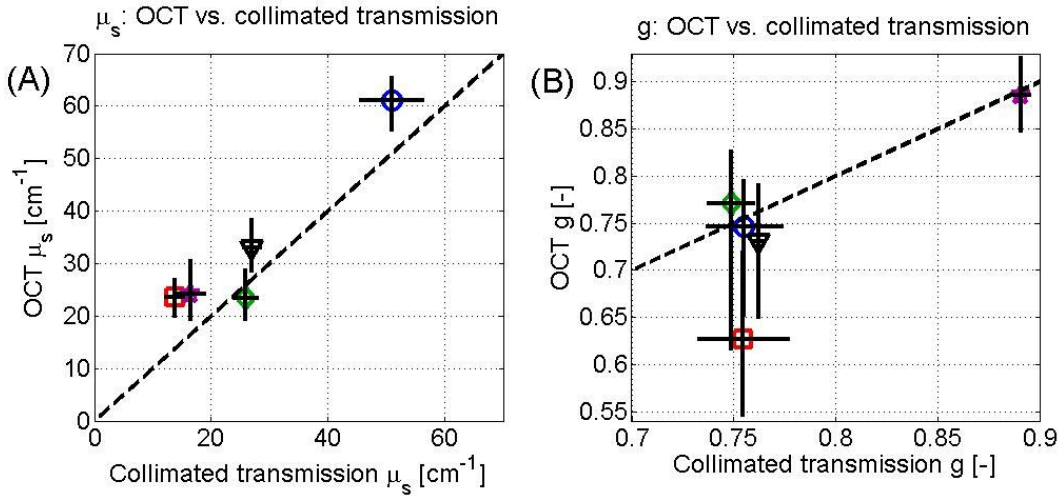 μs: OCT vs. collimated transmission
(A)
70
60
50
40
30
20
10
0
OCT μs [cm-1]
0 20 40 60
Collimated transmission μs [cm-1]
g: OCT vs. collimated transmission
(B)
0.9
0.85
0.8
0.75
0.7
0.65
0.6
0.55
OCT g [-]
0.7 0.75 0.8 0.85 0.9
Collimated transmission g [-]